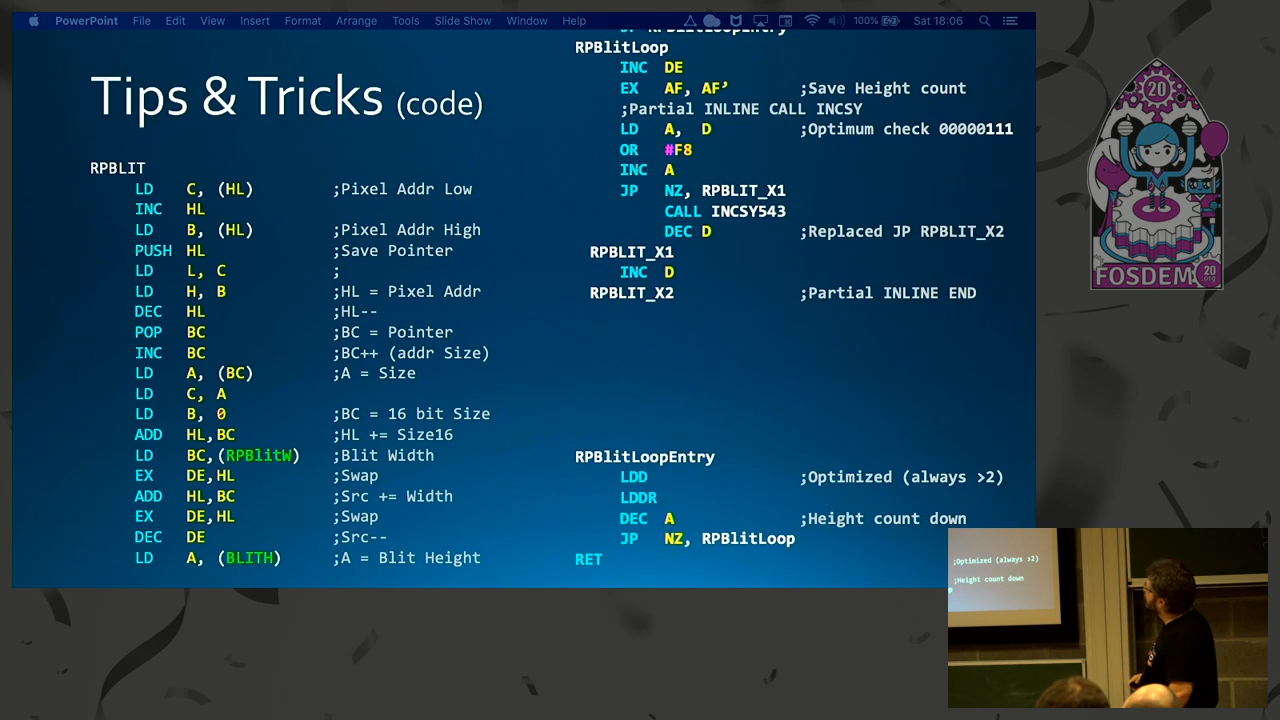 PowerPoint File Edit View Insert Format Arrange Tools Slide Show Window Help 100% Sat 18:06
Tips & Tricks (code)
RPBLIT
LD C, (HL) ;Pixel Addr Low
INC HL
LD B, (HL) ;Pixel Addr High
PUSH HL ;Save Pointer
LD L, C ;
LD H, B ;HL = Pixel Addr
DEC HL ;HL--
POP BC ;BC = Pointer
INC BC ;BC++ (addr Size)
LD A, (BC) ;A = Size
LD C, A
LD B, 0 ;BC = 16 bit Size
ADD HL,BC ;HL += Size16
LD BC,(RPBlitW) ;Blit Width
EX DE,HL ;Swap
ADD HL,BC ;Src += Width
EX DE,HL ;Swap
DEC DE ;Src--
LD A, (BLITH) ;A = Blit Height
JP RPBlitLoopEntry
RPBlitLoop
INC DE
EX AF, AF’ ;Save Height count
;Partial INLINE CALL INCSY
LD A, D ;Optimum check 00000111
OR #F8
INC A
JP NZ, RPBLIT_X1
CALL INCSY543
DEC D ;Replaced JP RPBLIT_X2
RPBLIT_X1
INC D
RPBLIT_X2 ;Partial INLINE END
RPBlitLoopEntry
LDD ;Optimized (always >2)
LDDR
DEC A ;Height count down
JP NZ, RPBlitLoop
RET
20
FOSDEM 20
.org
;Optimized (always >2)
;Height count down